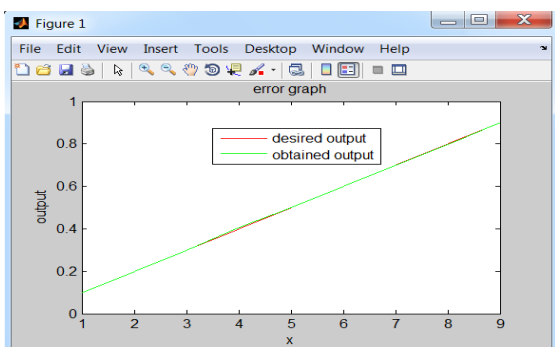 Figure 1
File Edit View Insert Tools Desktop Window Help
error graph
desired output
obtained output
output
1
0.8
0.6
0.4
0.2
0
1 2 3 4 5 6 7 8 9
x